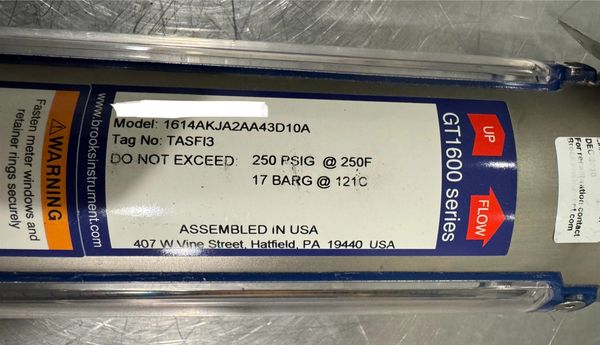 Model: 1614AKJA2AA43D10A
Tag No: TASFI3
DO NOT EXCEED: 250 PSIG @ 250F
17 BARG @ 121C
ASSEMBLED IN USA
407 W Vine Street, Hatfield, PA 19440 USA
⚠WARNING
Fasten meter windows and
retainer rings securely
www.brooksinstrument.com
GT1600 series
UP
FLOW
DEC
contact